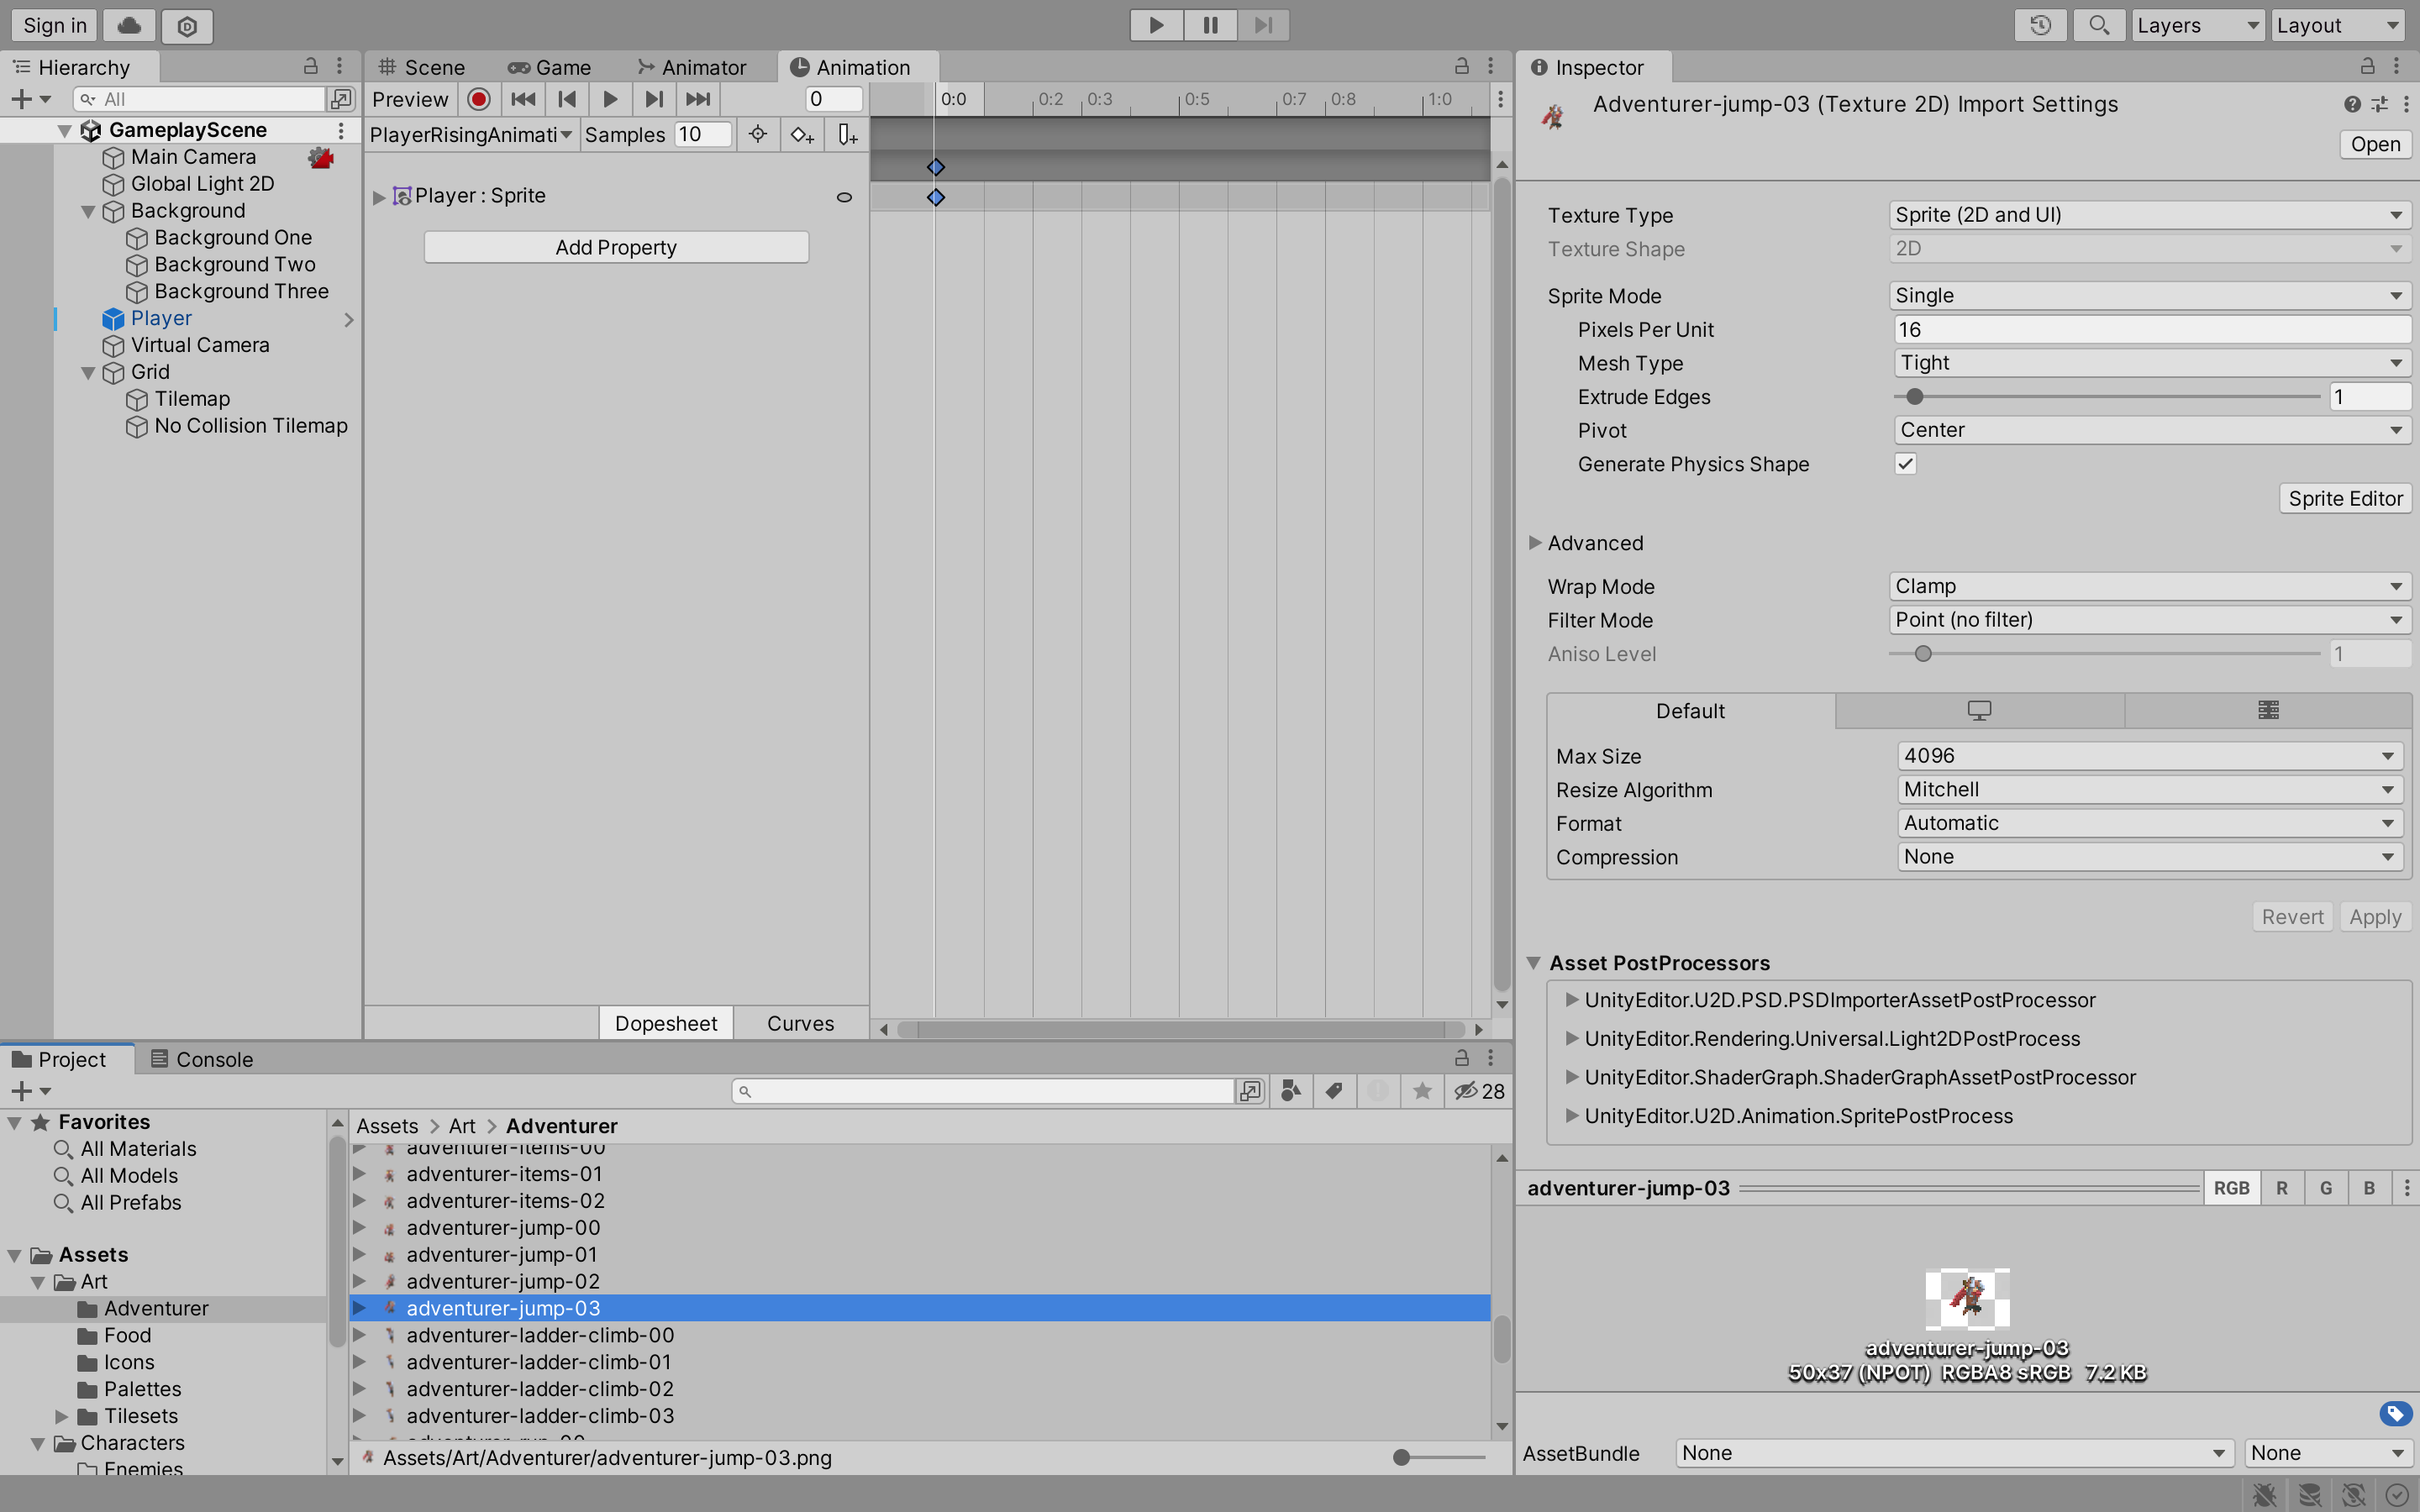 Sign in
Layers
Layout
Hierarchy
All
GameplayScene
Main Camera
Global Light 2D
Background
Background One
Background Two
Background Three
Player
Virtual Camera
Grid
Tilemap
No Collision Tilemap
Scene Game Animator Animation
Preview 0
PlayerRisingAnimati Samples 10
0:0 0:2 0:3 0:5 0:7 0:8 1:0
Player : Sprite
Add Property
Dopesheet Curves
Inspector
Adventurer-jump-03 (Texture 2D) Import Settings
Open
Texture Type Sprite (2D and UI)
Texture Shape 2D
Sprite Mode Single
Pixels Per Unit 16
Mesh Type Tight
Extrude Edges 1
Pivot Center
Generate Physics Shape
Sprite Editor
Advanced
Wrap Mode Clamp
Filter Mode Point (no filter)
Aniso Level 1
Default
Max Size 4096
Resize Algorithm Mitchell
Format Automatic
Compression None
Revert Apply
Asset PostProcessors
UnityEditor.U2D.PSD.PSDImporterAssetPostProcessor
UnityEditor.Rendering.Universal.Light2DPostProcess
UnityEditor.ShaderGraph.ShaderGraphAssetPostProcessor
UnityEditor.U2D.Animation.SpritePostProcess
adventurer-jump-03 RGB R G B
adventurer-jump-03
50x37 (NPOT) RGBA8 sRGB 7.2 KB
AssetBundle None None
Project Console
28
Favorites
All Materials
All Models
All Prefabs
Assets
Art
Adventurer
Food
Icons
Palettes
Tilesets
Characters
Enemies
Assets > Art > Adventurer
adventurer-items-00
adventurer-items-01
adventurer-items-02
adventurer-jump-00
adventurer-jump-01
adventurer-jump-02
adventurer-jump-03
adventurer-ladder-climb-00
adventurer-ladder-climb-01
adventurer-ladder-climb-02
adventurer-ladder-climb-03
Assets/Art/Adventurer/adventurer-jump-03.png